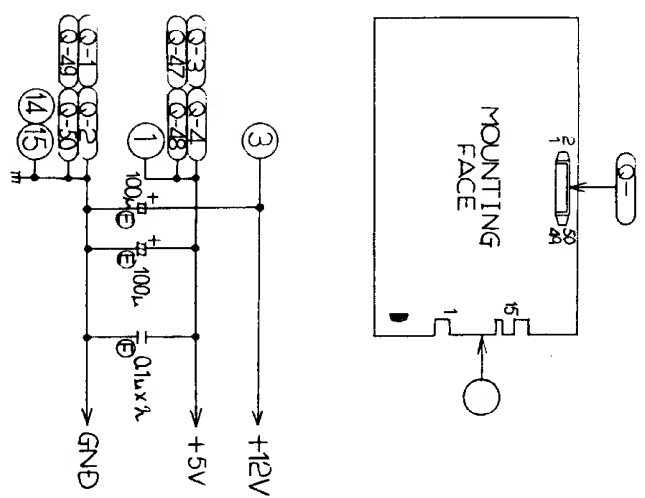 Q-49
Q-1
Q-47
Q-3
14
15
Q-50
Q-2
1
Q-48
Q-4
3
100μ
+
E
+
100μ
E
0.1μ×
E
GND
+5V
+12V
MOUNTING
FACE
2
1
50
49
Q-
1
15